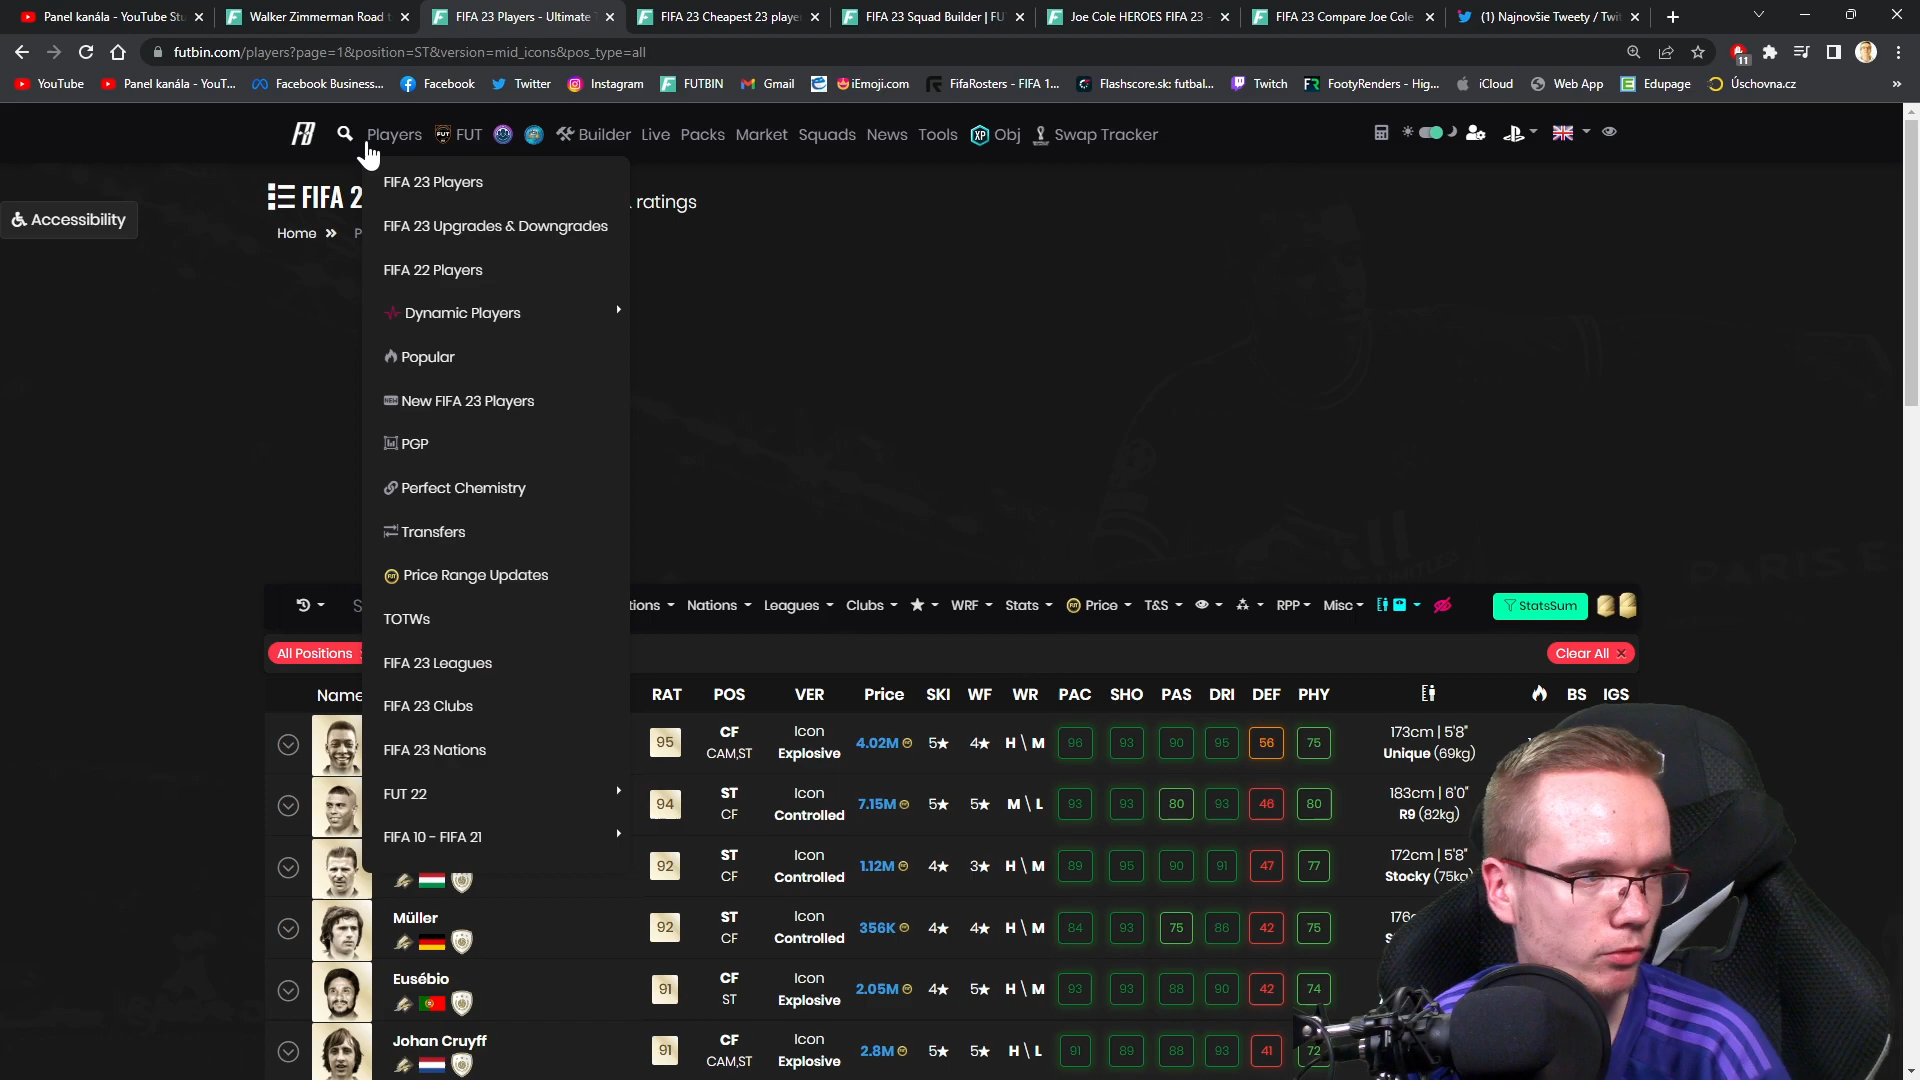 Panel kanála - YouTube Stu
Walker Zimmerman Road t
FIFA 23 Players - Ultimate
FIFA 23 Cheapest 23 playe
FIFA 23 Squad Builder | FU
Joe Cole HEROES FIFA 23 -
FIFA 23 Compare Joe Cole
(1) Najnovšie Tweety / Twit
futbin.com/players?page=1&position=ST&version=mid_icons&pos_type=all
11
YouTube
Panel kanála - YouT...
Facebook Business...
Facebook
Twitter
Instagram
FUTBIN
Gmail
iEmoji.com
FifaRosters - FIFA 1...
Flashscore.sk: futbal...
Twitch
FootyRenders - Hig...
iCloud
Web App
Edupage
Úschovna.cz
Players FUT Builder Live Packs Market Squads News Tools XP Obj Swap Tracker
FIFA 2
ratings
Accessibility
Home » P
FIFA 23 Players
FIFA 23 Upgrades & Downgrades
FIFA 22 Players
Dynamic Players
Popular
NEW New FIFA 23 Players
PGP
Perfect Chemistry
Transfers
Price Range Updates
TOTWs
FIFA 23 Leagues
FIFA 23 Clubs
FIFA 23 Nations
FUT 22
FIFA 10 - FIFA 21
S tions Nations Leagues Clubs WRF Stats Price T&S RPP Misc StatsSum
All Positions Clear All
Name RAT POS VER Price SKI WF WR PAC SHO PAS DRI DEF PHY BS IGS
95 CF CAM,ST Icon Explosive 4.02M 5★ 4★ H \ M 96 93 90 95 56 75 173cm | 5'8" Unique (69kg)
94 ST CF Icon Controlled 7.15M 5★ 5★ M \ L 93 93 80 93 46 80 183cm | 6'0" R9 (82kg)
92 ST CF Icon Controlled 1.12M 4★ 3★ H \ M 89 95 90 91 47 77 172cm | 5'8" Stocky (75kg)
Müller 92 ST CF Icon Controlled 356K 4★ 4★ H \ M 84 93 75 86 42 75 176c
Eusébio 91 CF ST Icon Explosive 2.05M 4★ 5★ H \ M 93 93 88 90 42 74
Johan Cruyff 91 CF CAM,ST Icon Explosive 2.8M 5★ 5★ H \ L 91 89 88 93 41 72